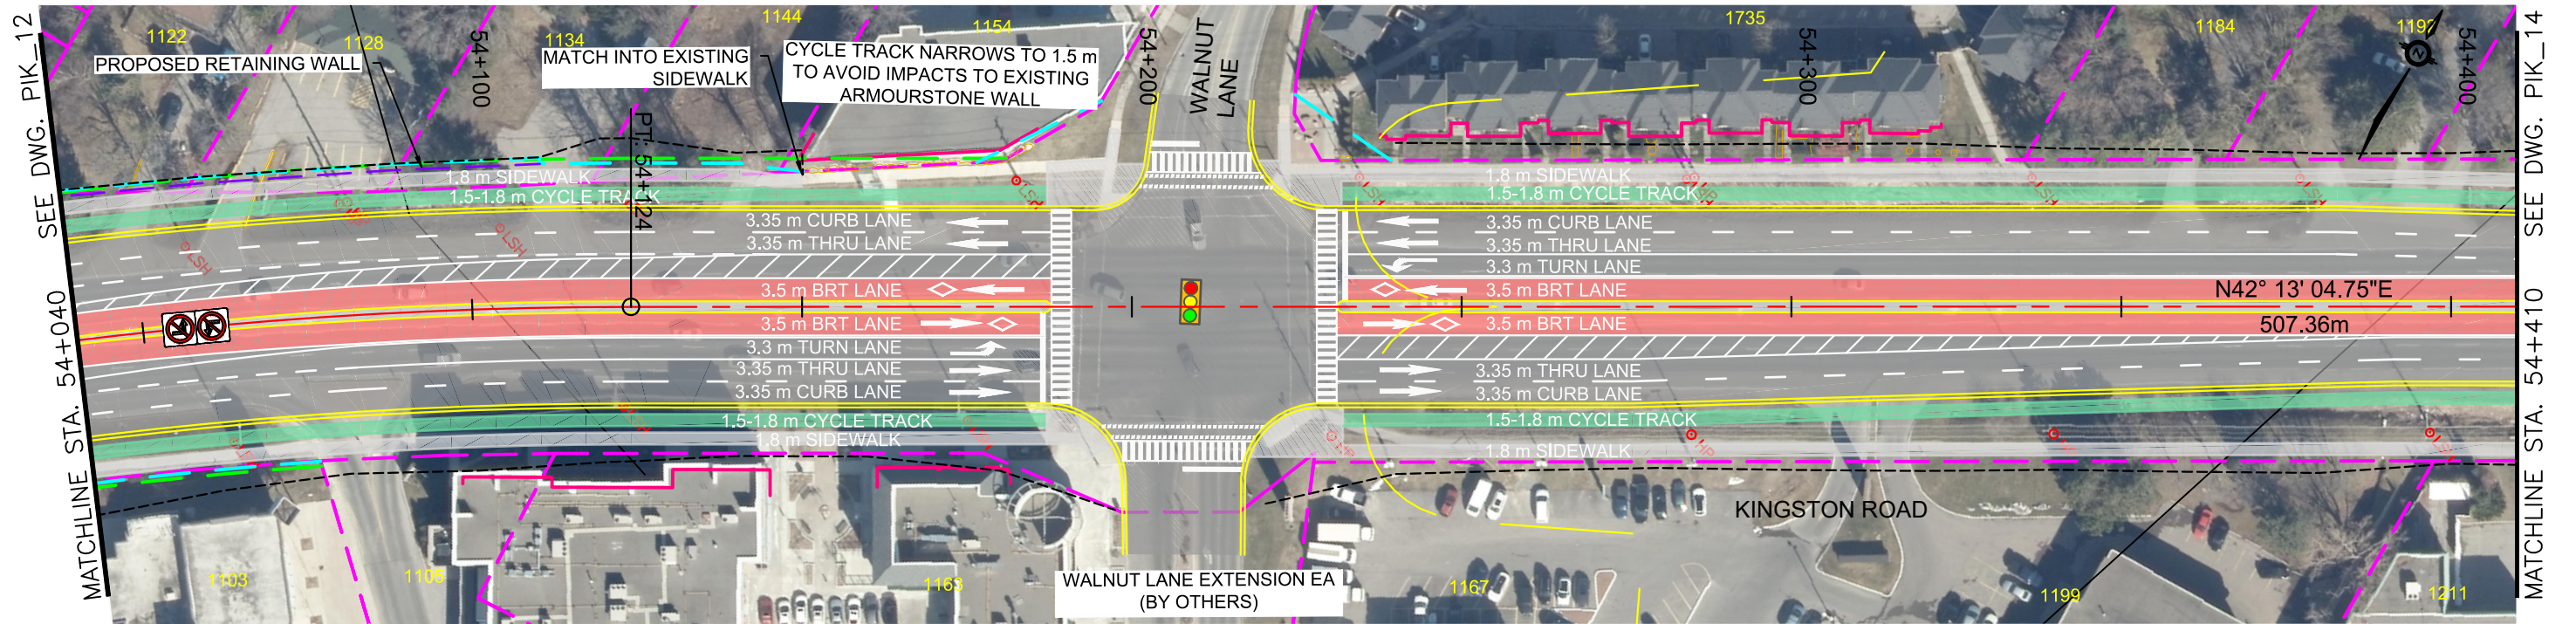 SEE DWG. PIK_12
MATCHLINE STA. 54+040
1122
1128
1134
1144
1154
1735
1184
1192
PROPOSED RETAINING WALL
54+100
MATCH INTO EXISTING
SIDEWALK
CYCLE TRACK NARROWS TO 1.5 m
TO AVOID IMPACTS TO EXISTING
ARMOURSTONE WALL
54+200
WALNUT
LANE
54+300
54+400
N
PT. 54+124
1.8 m SIDEWALK
1.5-1.8 m CYCLE TRACK
3.35 m CURB LANE
3.35 m THRU LANE
3.5 m BRT LANE
3.5 m BRT LANE
3.3 m TURN LANE
3.35 m THRU LANE
3.35 m CURB LANE
1.5-1.8 m CYCLE TRACK
1.8 m SIDEWALK
1.8 m SIDEWALK
1.5-1.8 m CYCLE TRACK
3.35 m CURB LANE
3.35 m THRU LANE
3.3 m TURN LANE
3.5 m BRT LANE
3.5 m BRT LANE
3.35 m THRU LANE
3.35 m CURB LANE
1.5-1.8 m CYCLE TRACK
1.8 m SIDEWALK
N42° 13' 04.75"E
507.36m
LSH
LSH
LSH
LSH
LSH
LSH
HP
KINGSTON ROAD
WALNUT LANE EXTENSION EA
(BY OTHERS)
1103
1105
1163
1167
1199
1211
SEE DWG. PIK_14
MATCHLINE STA. 54+410